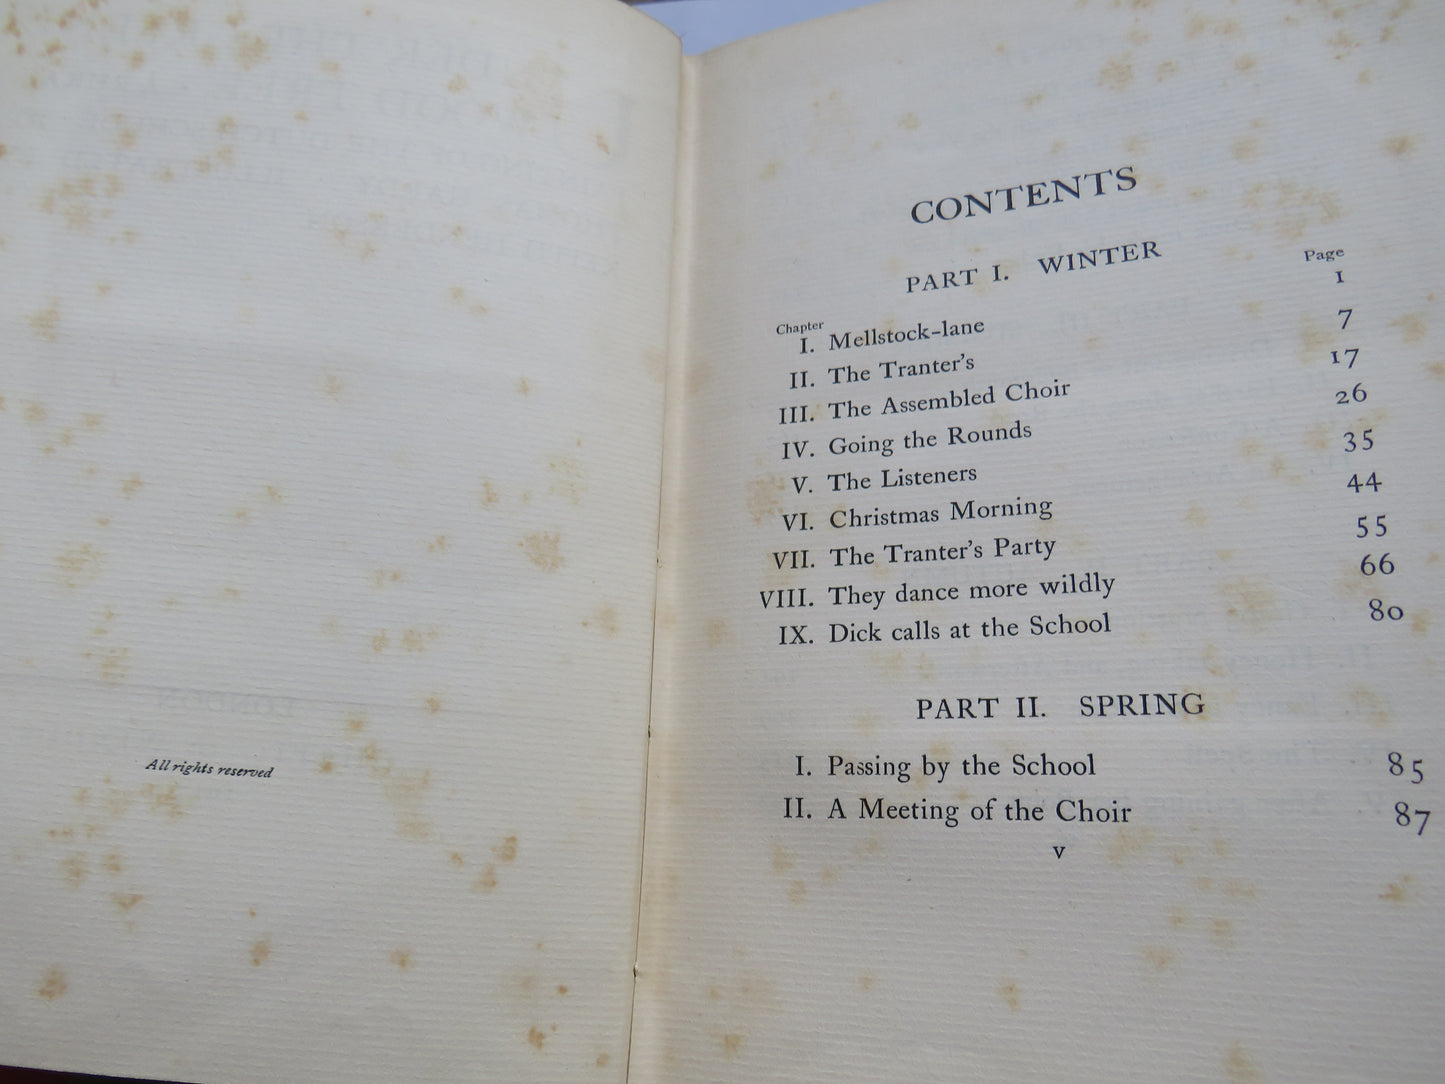 All rights reserved
CONTENTS
PART I. WINTER
Chapter Page
I. Mellstock-lane 1
II. The Tranter's 7
III. The Assembled Choir 17
IV. Going the Rounds 26
V. The Listeners 35
VI. Christmas Morning 44
VII. The Tranter's Party 55
VIII. They dance more wildly 66
IX. Dick calls at the School 80
PART II. SPRING
I. Passing by the School 85
II. A Meeting of the Choir 87
v